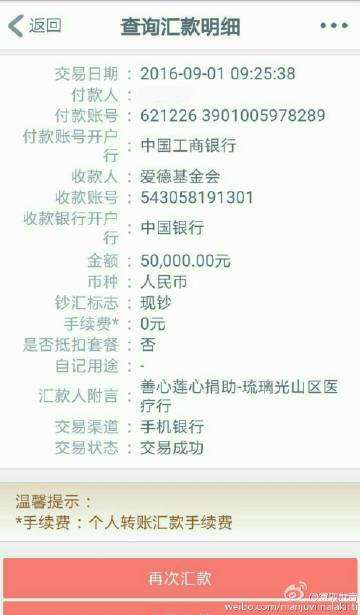 返回 查询汇款明细
交易日期： 2016-09-01 09:25:38
付款人：
付款账号： 621226 3901005978289
付款账号开户行： 中国工商银行
收款人： 爱德基金会
收款账号： 543058191301
收款银行开户行： 中国银行
金额： 50,000.00元
币种： 人民币
钞汇标志： 现钞
手续费*： 0元
是否抵扣套餐： 否
自记用途： -
汇款人附言： 善心莲心捐助-琉璃光山区医
疗行
交易渠道： 手机银行
交易状态： 交易成功
温馨提示：
*手续费：个人转账汇款手续费
再次汇款
weibo.com/manjuvimalakirti